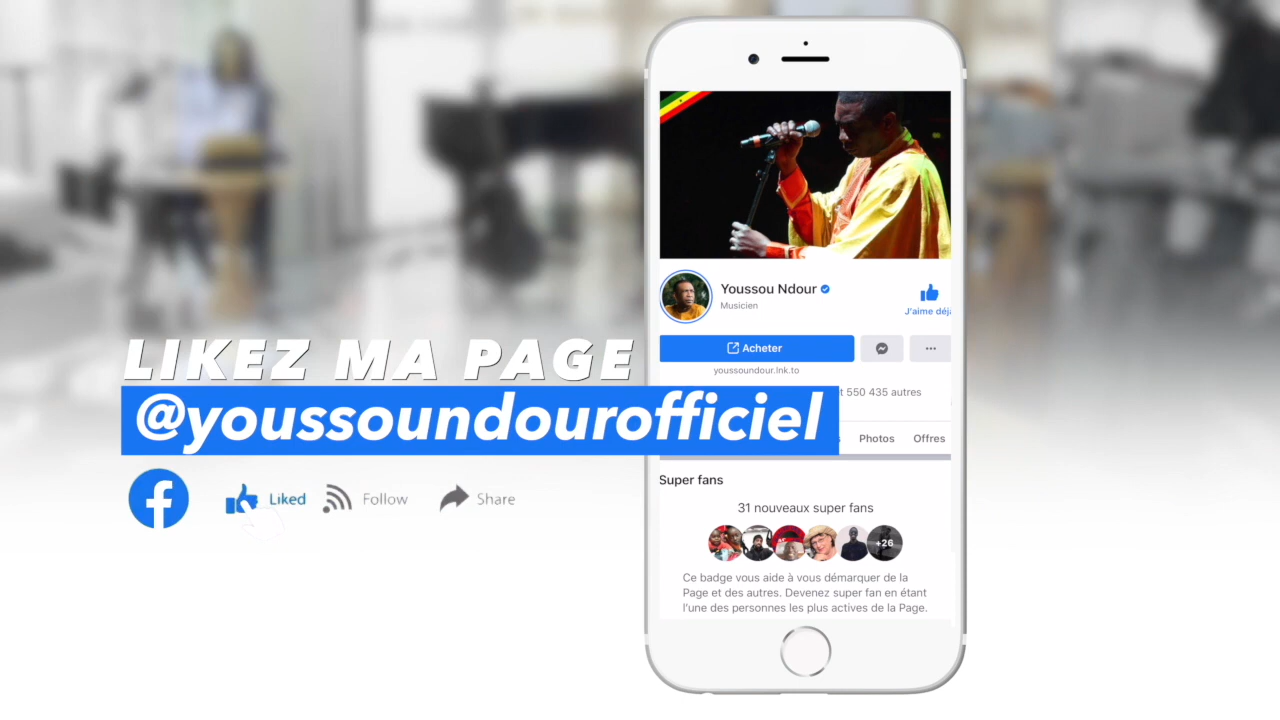 LIKEZ MA PAGE
@youssoundourofficiel
Liked
Follow
Share
Youssou Ndour
Musicien
J'aime déjà
Acheter
youssoundour.lnk.to
550 435 autres
Photos
Offres
Super fans
31 nouveaux super fans
+26
Ce badge vous aide à vous démarquer de la
Page et des autres. Devenez super fan en étant
l'une des personnes les plus actives de la Page.